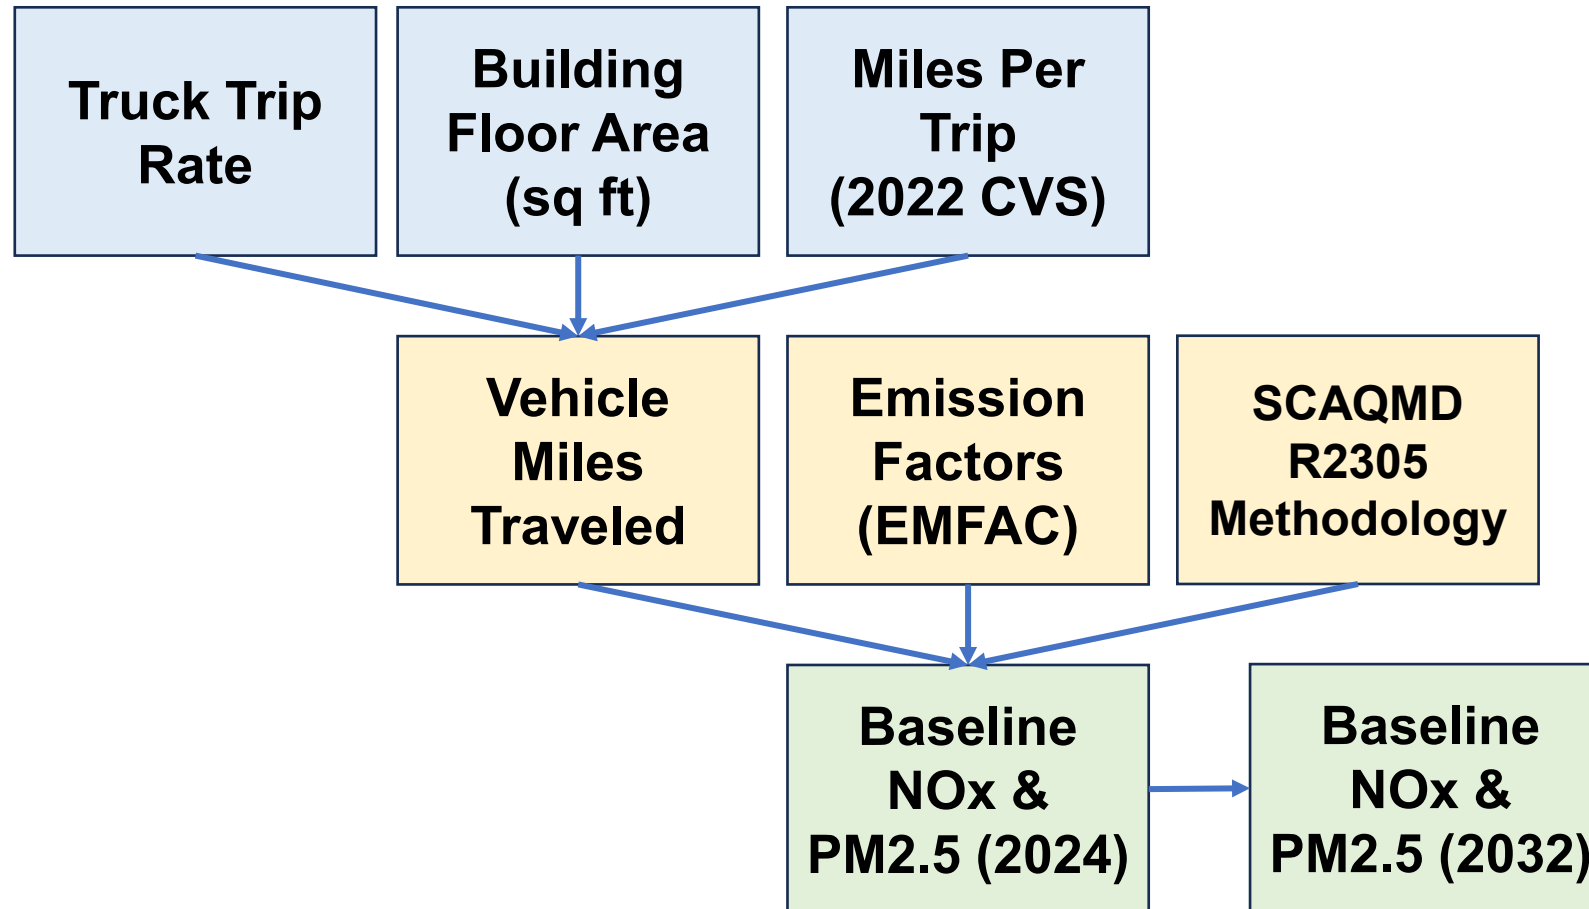 Truck Trip
Rate
Building
Floor Area
(sq ft)
Miles Per
Trip
(2022 CVS)
Vehicle
Miles
Traveled
Emission
Factors
(EMFAC)
SCAQMD
R2305
Methodology
Baseline
NOx &
PM2.5 (2024)
Baseline
NOx &
PM2.5 (2032)